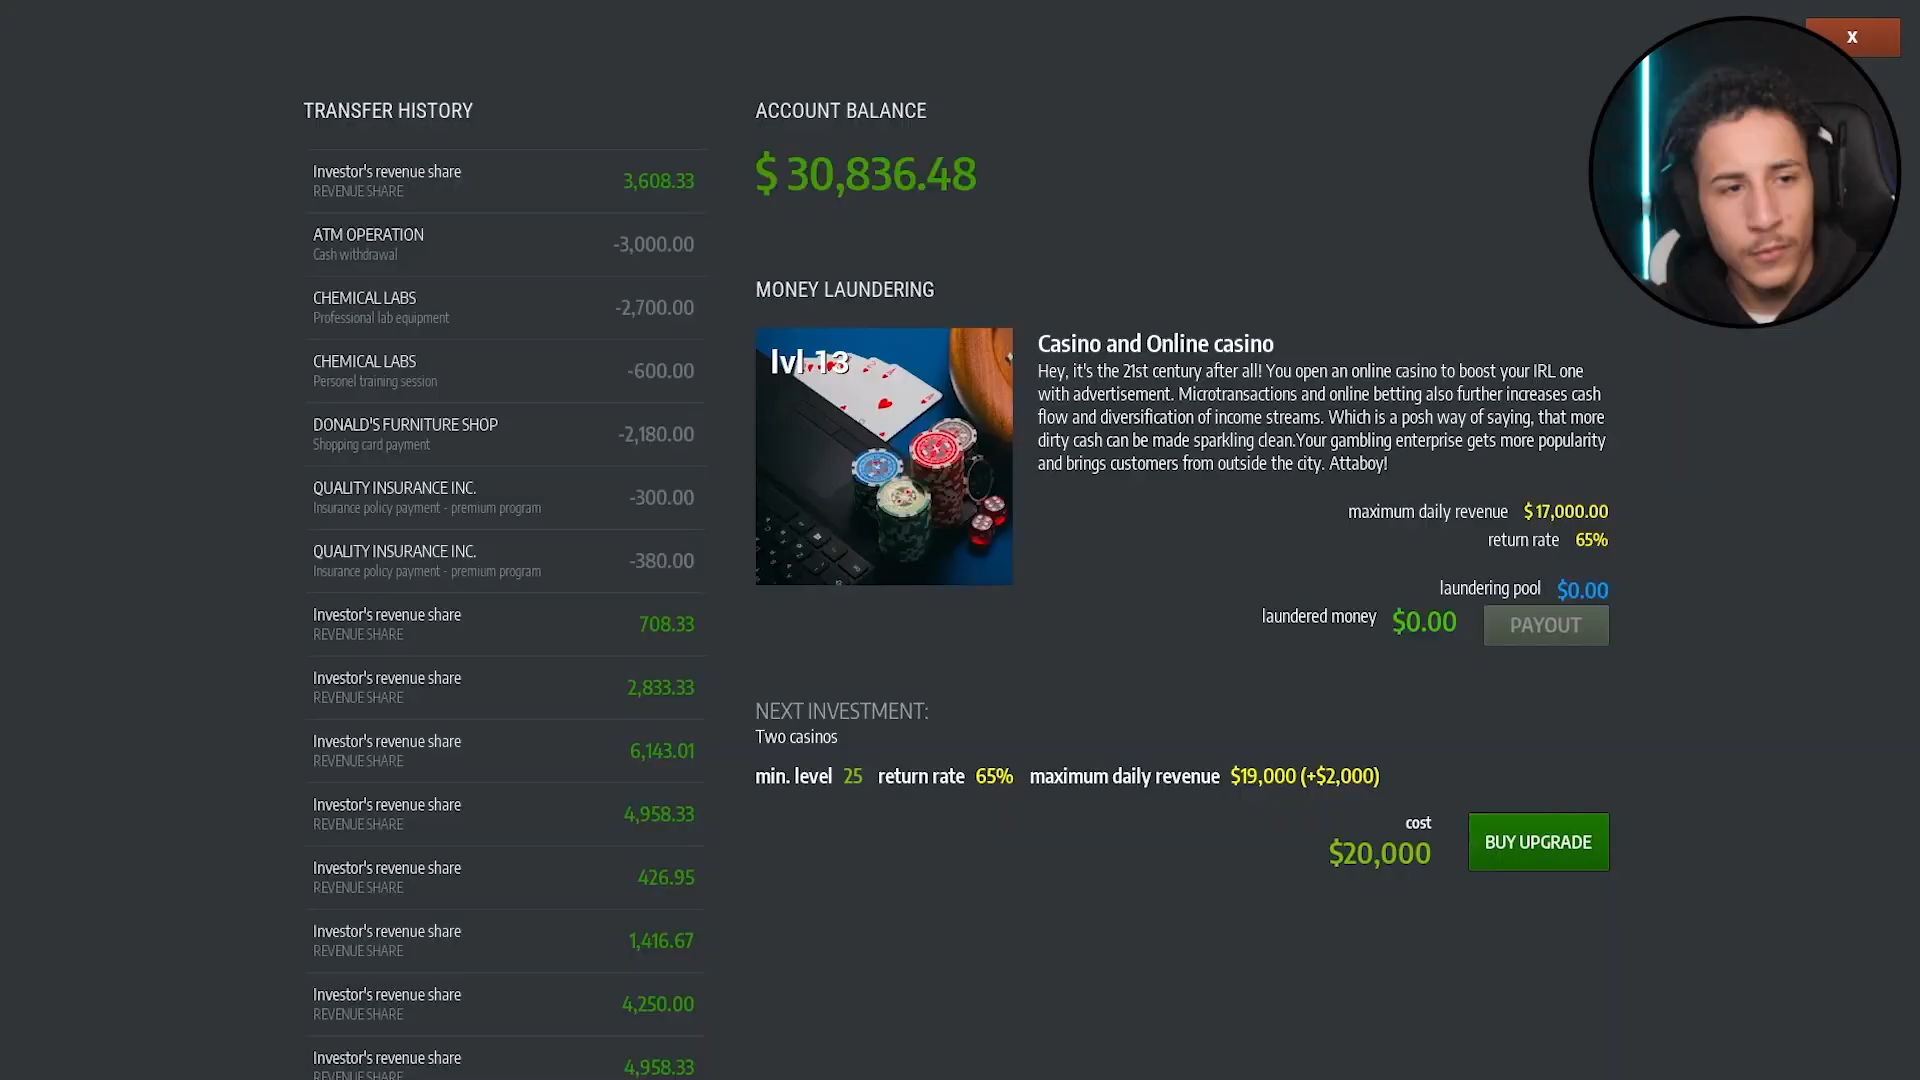 X
TRANSFER HISTORY
Investor's revenue share
REVENUE SHARE
3,608.33
ATM OPERATION
Cash withdrawal
-3,000.00
CHEMICAL LABS
Professional lab equipment
-2,700.00
CHEMICAL LABS
Personel training session
-600.00
DONALD'S FURNITURE SHOP
Shopping card payment
-2,180.00
QUALITY INSURANCE INC.
Insurance policy payment - premium program
-300.00
QUALITY INSURANCE INC.
Insurance policy payment - premium program
-380.00
Investor's revenue share
REVENUE SHARE
708.33
Investor's revenue share
REVENUE SHARE
2,833.33
Investor's revenue share
REVENUE SHARE
6,143.01
Investor's revenue share
REVENUE SHARE
4,958.33
Investor's revenue share
REVENUE SHARE
426.95
Investor's revenue share
REVENUE SHARE
1,416.67
Investor's revenue share
REVENUE SHARE
4,250.00
Investor's revenue share
REVENUE SHARE
4,958.33
ACCOUNT BALANCE
$ 30,836.48
MONEY LAUNDERING
lvl 13
Casino and Online casino
Hey, it's the 21st century after all! You open an online casino to boost your IRL one
with advertisement. Microtransactions and online betting also further increases cash
flow and diversification of income streams. Which is a posh way of saying, that more
dirty cash can be made sparkling clean.Your gambling enterprise gets more popularity
and brings customers from outside the city. Attaboy!
maximum daily revenue $ 17,000.00
return rate 65%
laundering pool $0.00
laundered money $0.00 PAYOUT
NEXT INVESTMENT:
Two casinos
min. level 25 return rate 65% maximum daily revenue $19,000 (+$2,000)
cost
$20,000
BUY UPGRADE